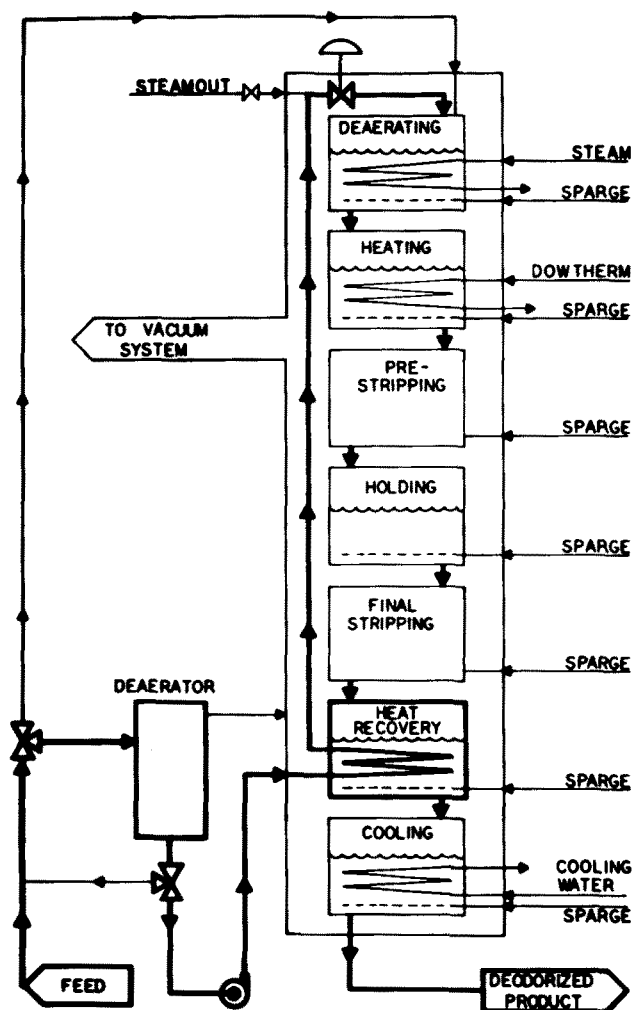 STEAMOUT
DEAERATING
STEAM
SPARGE
HEATING
DOWTHERM
SPARGE
TO VACUUM
SYSTEM
PRE-
STRIPPING
SPARGE
HOLDING
SPARGE
FINAL
STRIPPING
SPARGE
DEAERATOR
HEAT
RECOVERY
SPARGE
COOLING
COOLING
WATER
SPARGE
FEED
DEODORIZED
PRODUCT